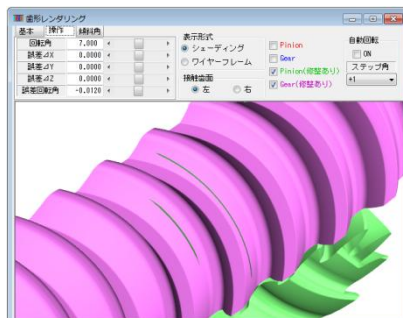 歯形レンダリング
基本 操作 傾斜角
回転角 7.000
誤差⊿X 0.0000
誤差⊿Y 0.0000
誤差⊿Z 0.0000
誤差回転角 -0.0120
表示形式
シェーディング
ワイヤーフレーム
接触歯面
左 右
Pinion
Gear
Pinion(修整あり)
Gear(修整あり)
自動回転
ON
ステップ角
+1